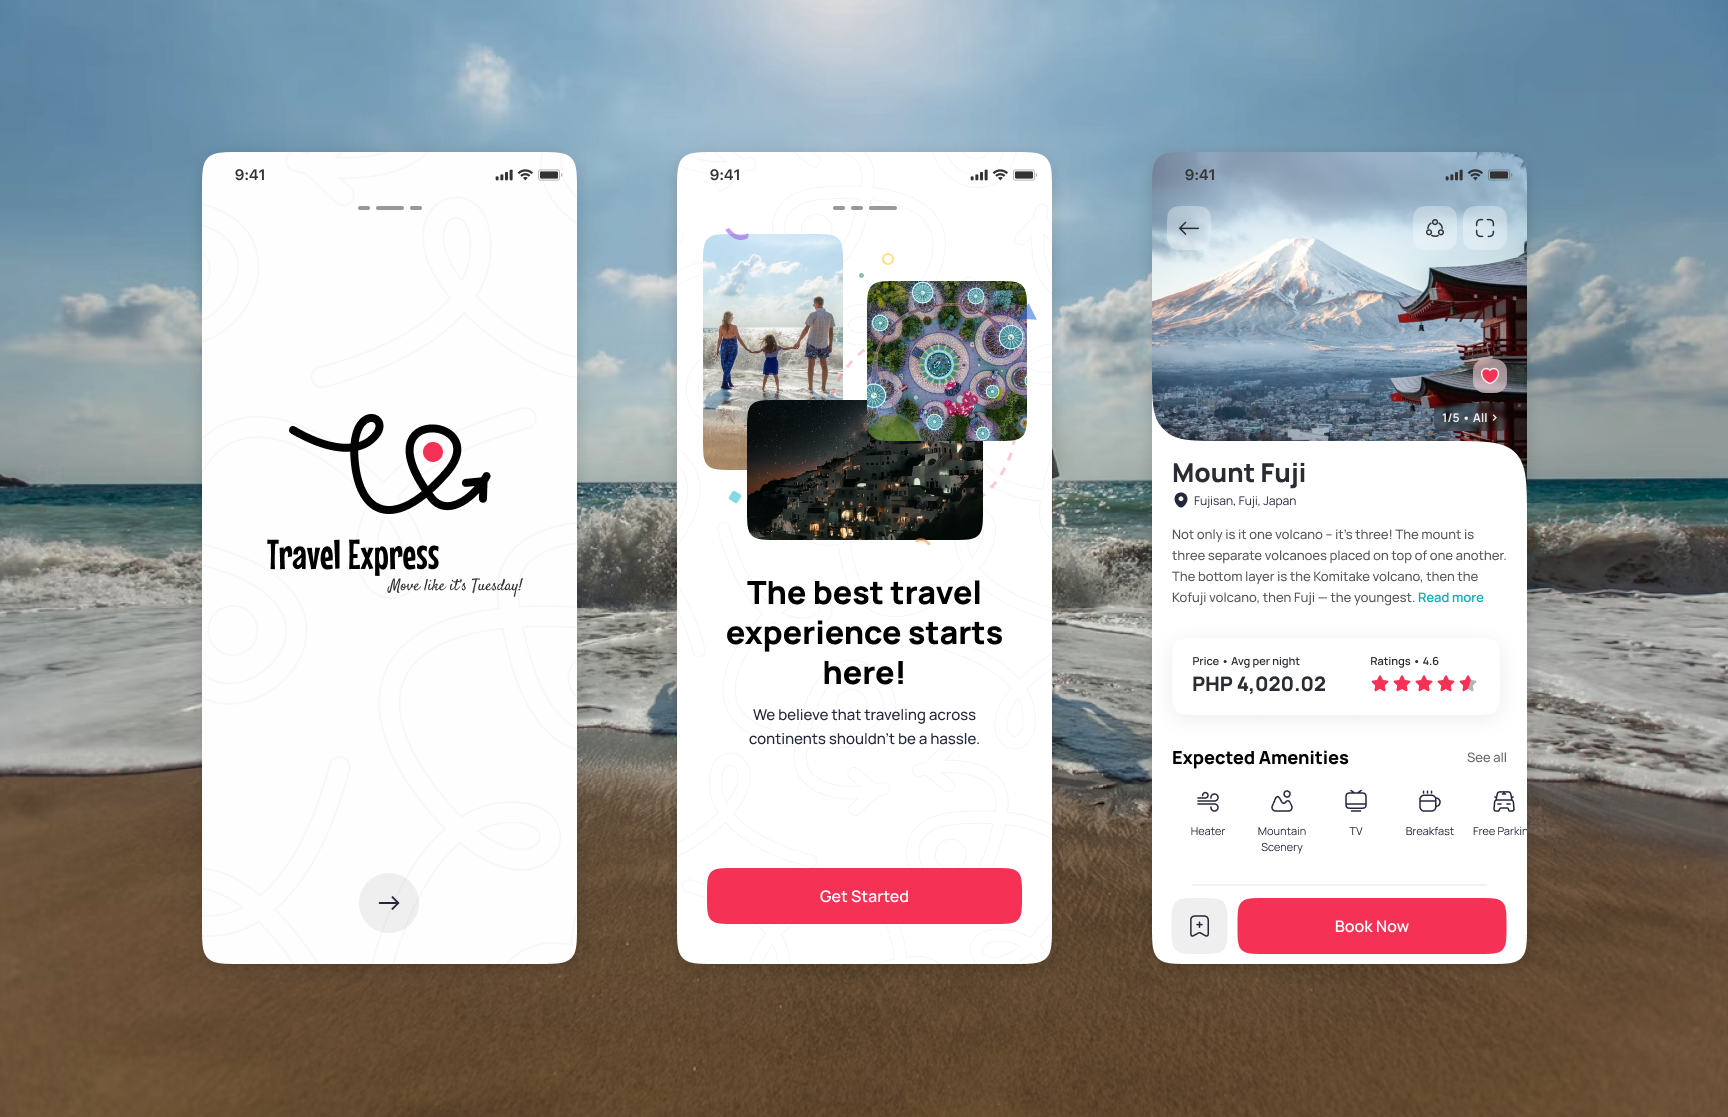 9:41
Travel Express
Move like it's Tuesday!
9:41
The best travel
experience starts
here!
We believe that traveling across
continents shouldn't be a hassle.
Get Started
9:41
1/5 • All >
Mount Fuji
Fujisan, Fuji, Japan
Not only is it one volcano – it's three! The mount is
three separate volcanoes placed on top of one another.
The bottom layer is the Komitake volcano, then the
Kofuji volcano, then Fuji — the youngest. Read more
Price • Avg per night
PHP 4,020.02
Ratings • 4.6
Expected Amenities
See all
Heater
Mountain
Scenery
TV
Breakfast
Free Parkin
Book Now